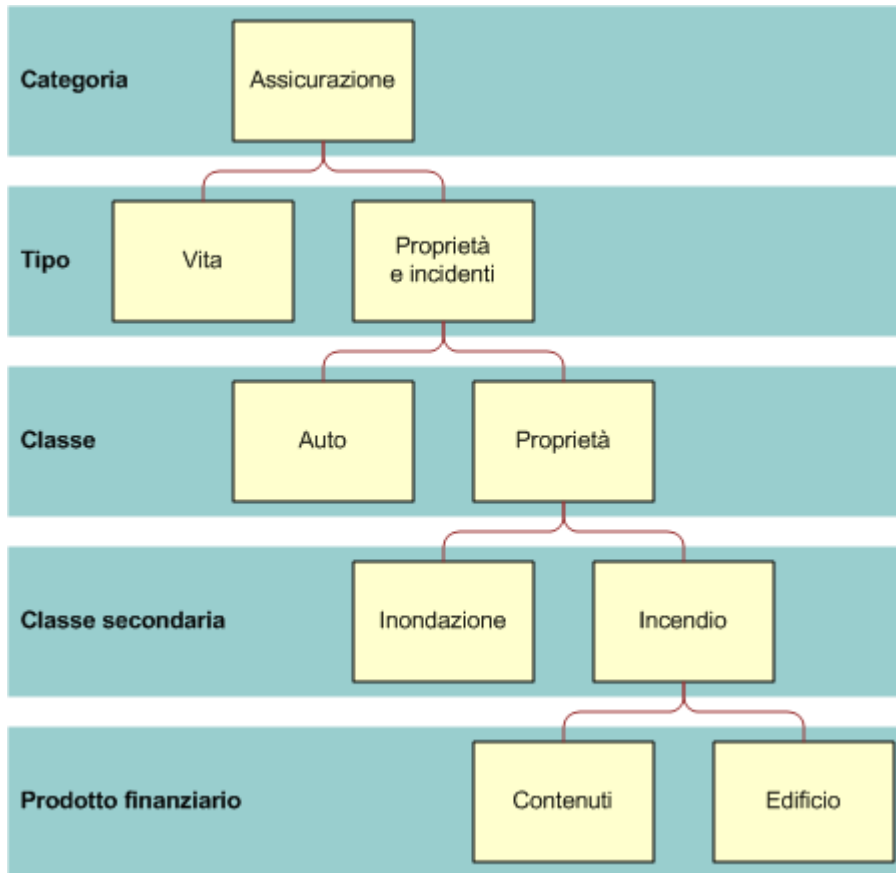 Categoria
Assicurazione
Tipo
Vita
Proprietà
e incidenti
Classe
Auto
Proprietà
Classe secondaria
Inondazione
Incendio
Prodotto finanziario
Contenuti
Edificio